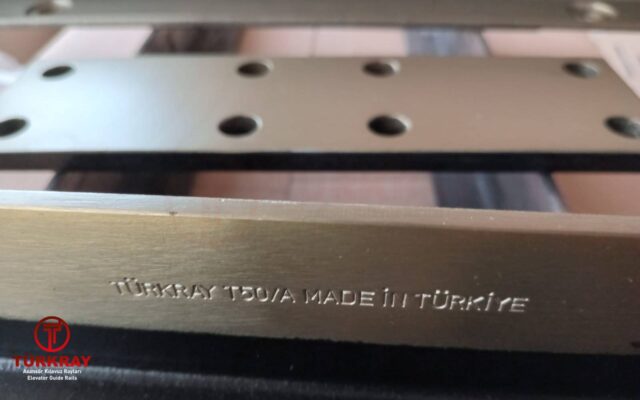 TÜRKRAY T50/A MADE İN TÜRKİYE
TÜRKRAY
Asansör Kılavuz Rayları
Elevator Guide Rails